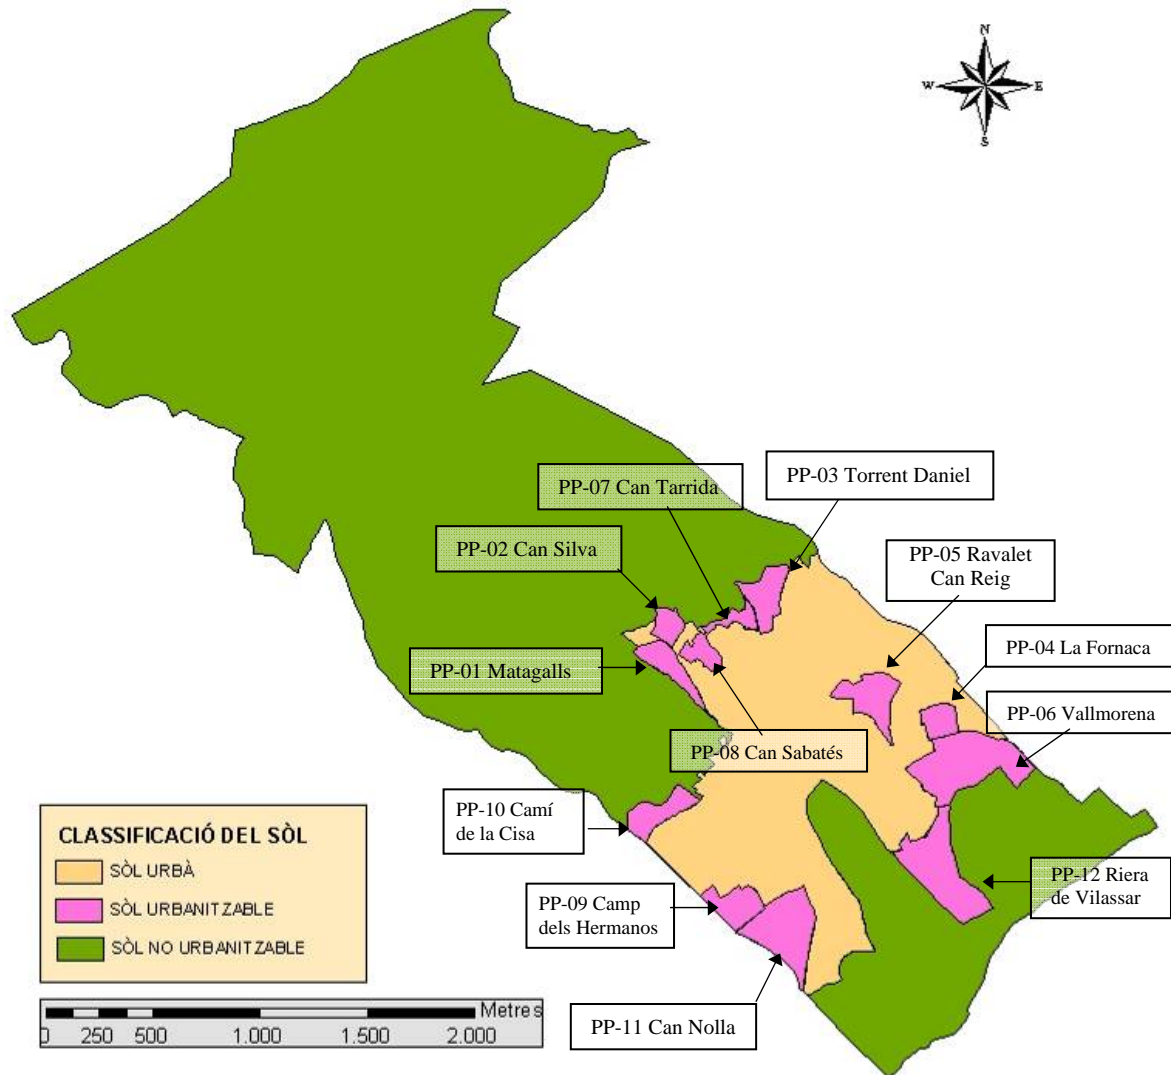 N
W
E
S
PP-03 Torrent Daniel
PP-07 Can Tarrida
PP-02 Can Silva
PP-05 Ravalet
Can Reig
PP-04 La Fornaca
PP-01 Matagalls
PP-06 Vallmorena
PP-08 Can Sabatés
PP-10 Camí
de la Cisa
CLASSIFICACIÓ DEL SÒL
SÒL URBÀ
SÒL URBANITZABLE
SÒL NO URBANITZABLE
PP-12 Riera
de Vilassar
PP-09 Camp
dels Hermanos
PP-11 Can Nolla
Metres
0 250 500 1.000 1.500 2.000